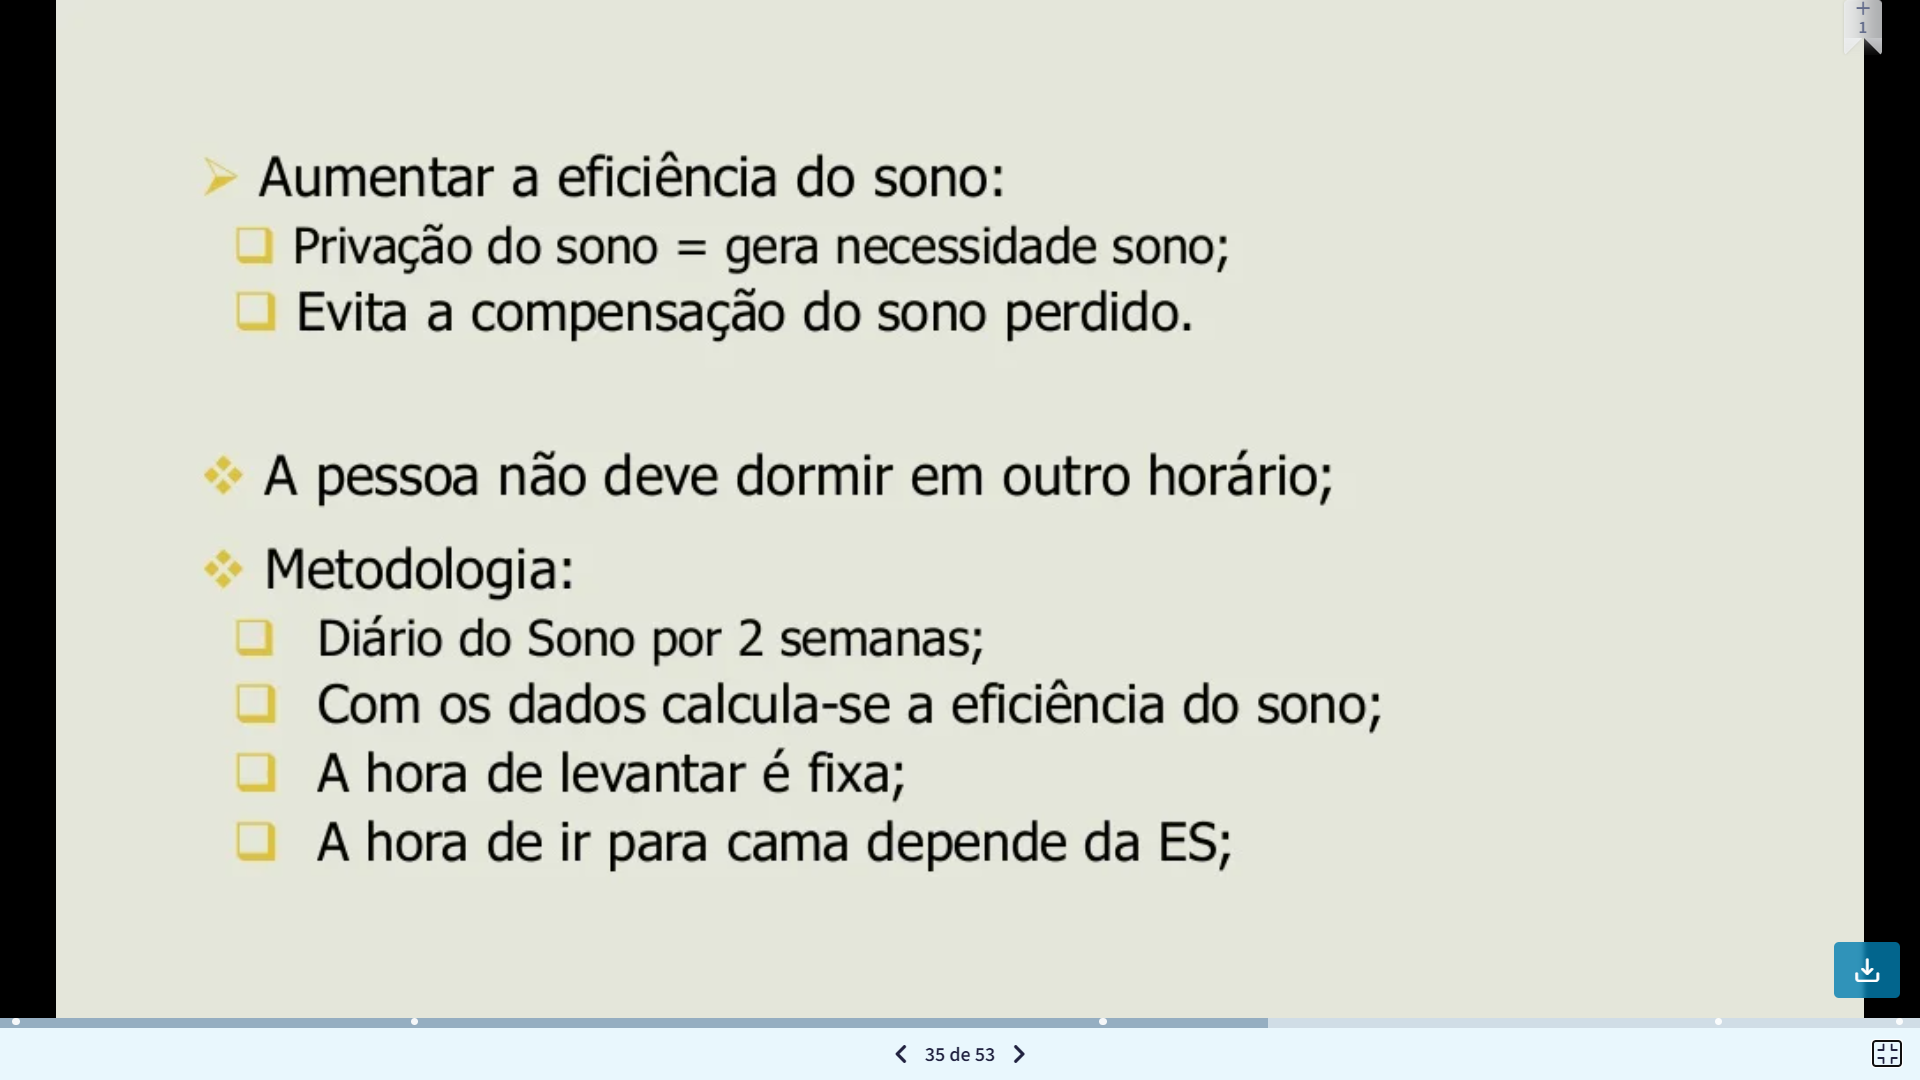 +
1
Aumentar a eficiência do sono:
Privação do sono = gera necessidade sono;
Evita a compensação do sono perdido.
A pessoa não deve dormir em outro horário;
Metodologia:
Diário do Sono por 2 semanas;
Com os dados calcula-se a eficiência do sono;
A hora de levantar é fixa;
A hora de ir para cama depende da ES;
35 de 53